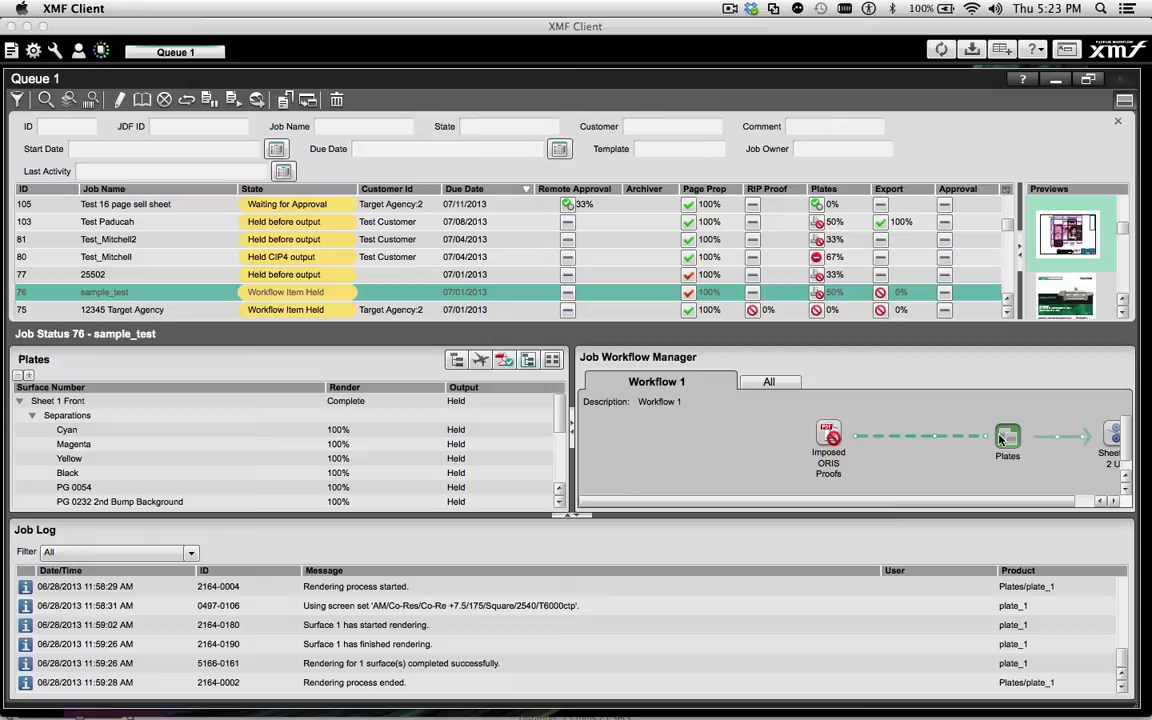 XMF Client
100%
Thu 5:23 PM
XMF Client
Queue 1
?
xmf
Queue 1
?
ID
JDF ID
Job Name
State
Customer
Comment
Start Date
Due Date
Template
Job Owner
Last Activity
ID Job Name State Customer Id Due Date Remote Approval Archiver Page Prep RIP Proof Plates Export Approval Previews
105 Test 16 page sell sheet Waiting for Approval Target Agency:2 07/11/2013 33% 100% 0%
103 Test Paducah Held before output Test Customer 07/08/2013 100% 50% 100%
81 Test_Mitchell2 Held before output Test Customer 07/04/2013 100% 33%
80 Test_Mitchell Held CIP4 output Test Customer 07/04/2013 100% 67%
77 25502 Held before output 07/01/2013 100% 33%
76 sample_test Workflow Item Held 07/01/2013 100% 50% 0%
75 12345 Target Agency Workflow Item Held Target Agency:2 07/01/2013 100% 0% 0% 0%
Job Status 76 - sample_test
Plates
Surface Number Render Output
Sheet 1 Front Complete Held
Separations
Cyan 100% Held
Magenta 100% Held
Yellow 100% Held
Black 100% Held
PG 0054 100% Held
PG 0232 2nd Bump Background 100% Held
Job Workflow Manager
Workflow 1
All
Description: Workflow 1
PDF
Imposed
ORIS
Proofs
Plates
Shee
2 U
Job Log
Filter All
Date/Time ID Message User Product
06/28/2013 11:58:29 AM 2164-0004 Rendering process started. Plates/plate_1
06/28/2013 11:58:31 AM 0497-0106 Using screen set 'AM/Co-Res/Co-Re +7.5/175/Square/2540/T6000ctp'. plate_1
06/28/2013 11:59:02 AM 2164-0180 Surface 1 has started rendering. plate_1
06/28/2013 11:59:26 AM 2164-0190 Surface 1 has finished rendering. plate_1
06/28/2013 11:59:26 AM 5166-0161 Rendering for 1 surface(s) completed successfully. plate_1
06/28/2013 11:59:28 AM 2164-0002 Rendering process ended. Plates/plate_1